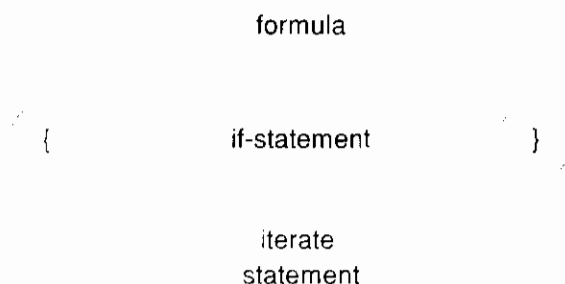 formula
{ if-statement }
iterate
statement